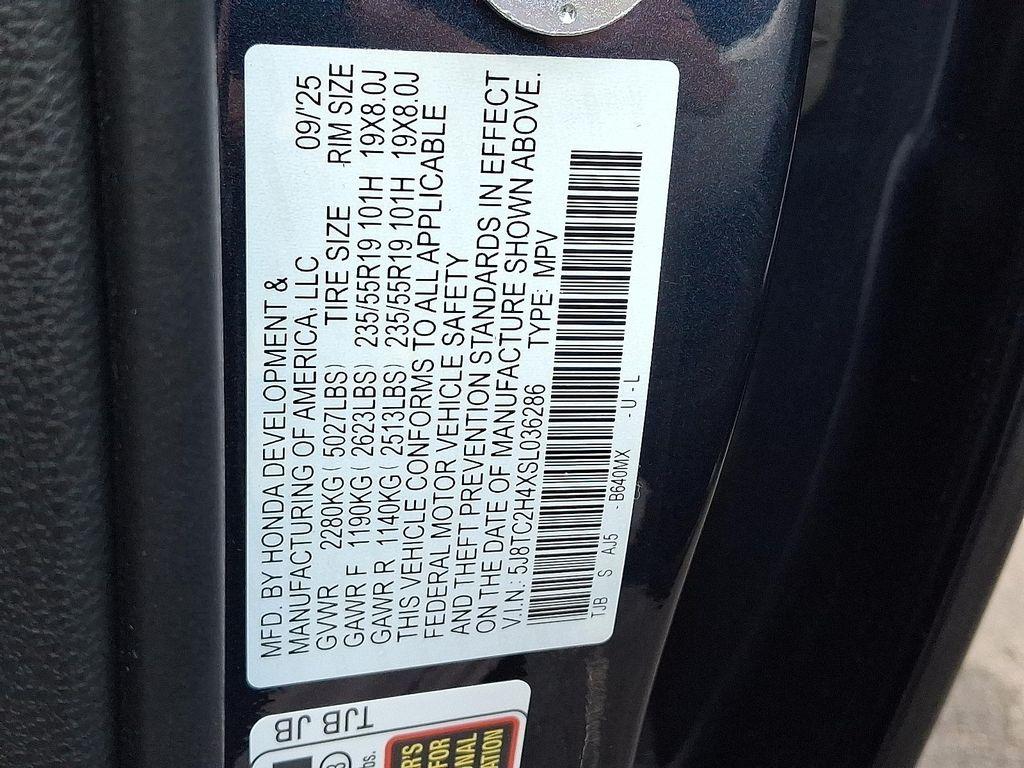 MFD. BY HONDA DEVELOPMENT &
MANUFACTURING OF AMERICA, LLC 09/'25
GVWR 2280KG ( 5027LBS) TIRE SIZE RIM SIZE
GAWR F 1190KG ( 2623LBS) 235/55R19 101H 19X8.0J
GAWR R 1140KG ( 2513LBS) 235/55R19 101H 19X8.0J
THIS VEHICLE CONFORMS TO ALL APPLICABLE
FEDERAL MOTOR VEHICLE SAFETY
AND THEFT PREVENTION STANDARDS IN EFFECT
ON THE DATE OF MANUFACTURE SHOWN ABOVE.
V.I.N.: 5J8TC2H4XSL036286 TYPE: MPV
TJB S AJ5 -B640MX -U-L
TJB JB